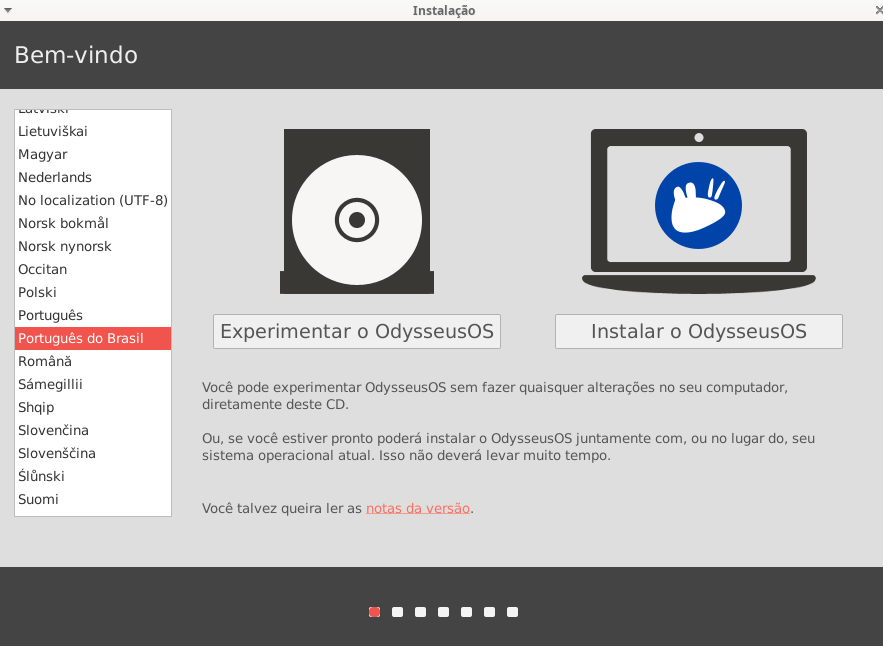 Instalação
Bem-vindo
Latviski
Lietuviškai
Magyar
Nederlands
No localization (UTF-8)
Norsk bokmål
Norsk nynorsk
Occitan
Polski
Português
Português do Brasil
Română
Sámegillii
Shqip
Slovenčina
Slovenščina
Ślůnski
Suomi
Experimentar o OdysseusOS
Instalar o OdysseusOS
Você pode experimentar OdysseusOS sem fazer quaisquer alterações no seu computador,
diretamente deste CD.
Ou, se você estiver pronto poderá instalar o OdysseusOS juntamente com, ou no lugar do, seu
sistema operacional atual. Isso não deverá levar muito tempo.
Você talvez queira ler as notas da versão.